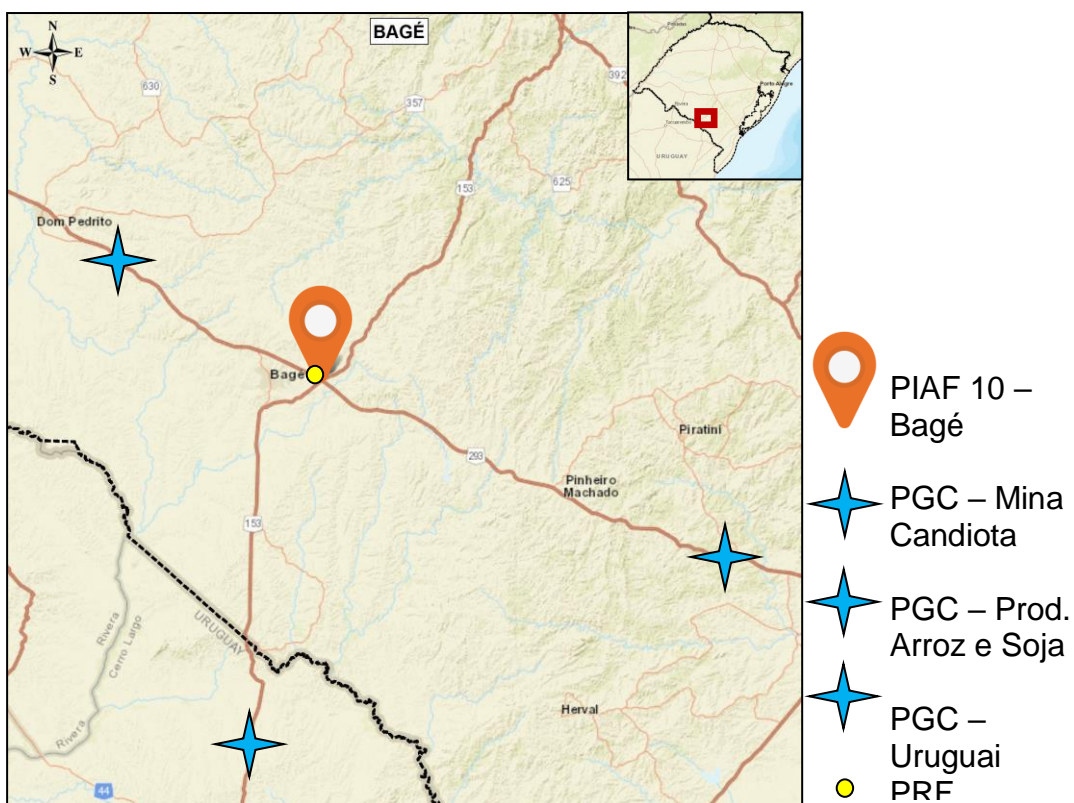 BAGÉ
N
W E
S
630
357
392
Porto Alegre
Rivera
URUGUAY
153
625
Dom Pedrito
Bagé
Piratini
293
Pinheiro
Machado
153
Rivera
Cerro Largo
URUGUAY
Herval
Rivera
44
PIAF 10 –
Bagé
PGC – Mina
Candiota
PGC – Prod.
Arroz e Soja
PGC –
Uruguai
PRF